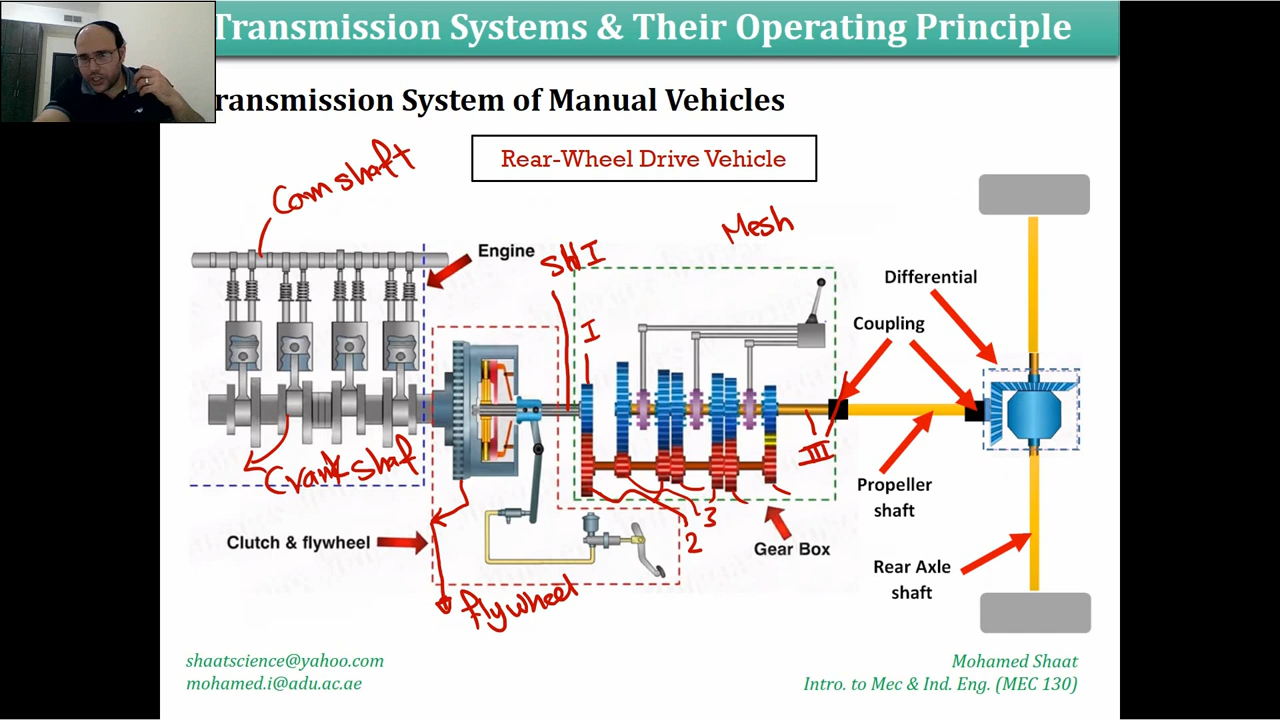 Transmission Systems & Their Operating Principle
ransmission System of Manual Vehicles
Rear-Wheel Drive Vehicle
Cam shaft
Mesh
Engine
SH I
Differential
I
Coupling
Crank shaf
III
Propeller
shaft
3
2
Clutch & flywheel
Gear Box
Rear Axle
shaft
flywheel
shaatscience@yahoo.com
mohamed.i@adu.ac.ae
Mohamed Shaat
Intro. to Mec & Ind. Eng. (MEC 130)